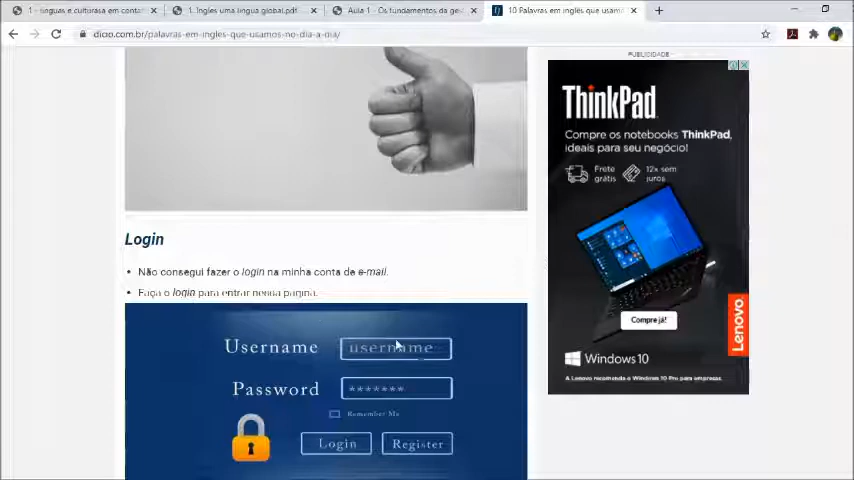 1 - línguas e culturasa em conta
1. Ingles uma lingua global.pdf
Aula 1 - Os fundamentos da ge
10 Palavras em inglês que usam
dicio.com.br/palavras-em-ingles-que-usamos-no-dia-a-dia/
PUBLICIDADE
ThinkPad
Compre os notebooks ThinkPad,
ideais para seu negócio!
Frete grátis
12x sem juros
Login
Não consegui fazer o login na minha conta de e-mail.
Faça o login para entrar nessa página.
Compre já!
Lenovo
Windows 10
A Lenovo recomenda o Windows 10 Pro para empresas.
Username username
Password *******
Remember Me
Login Register